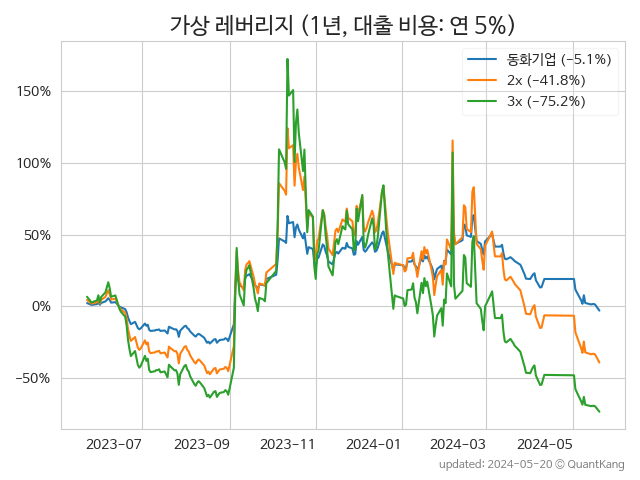 가상 레버리지 (1년, 대출 비용: 연 5%)
동화기업 (−5.1%)
2x (−41.8%)
3x (−75.2%)
150%
100%
50%
0%
−50%
2023-07 2023-09 2023-11 2024-01 2024-03 2024-05
updated: 2024-05-20 © QuantKang